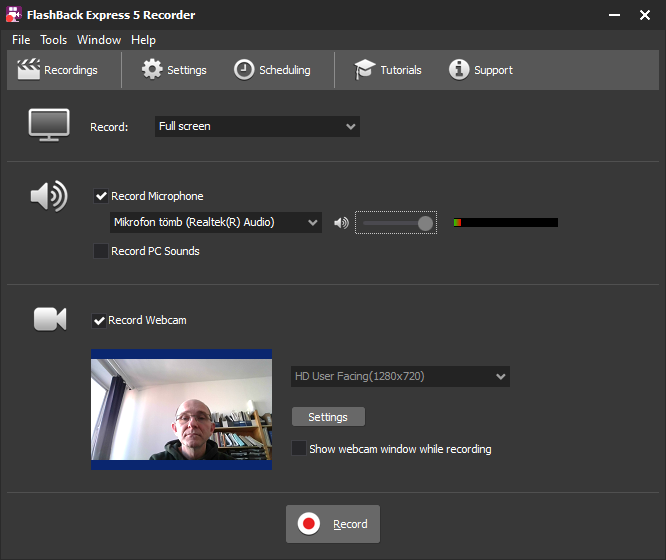 FlashBack Express 5 Recorder
File Tools Window Help
Recordings Settings Scheduling Tutorials Support
Record: Full screen
Record Microphone
Mikrofon tömb (Realtek(R) Audio)
Record PC Sounds
Record Webcam
HD User Facing(1280x720)
Settings
Show webcam window while recording
Record